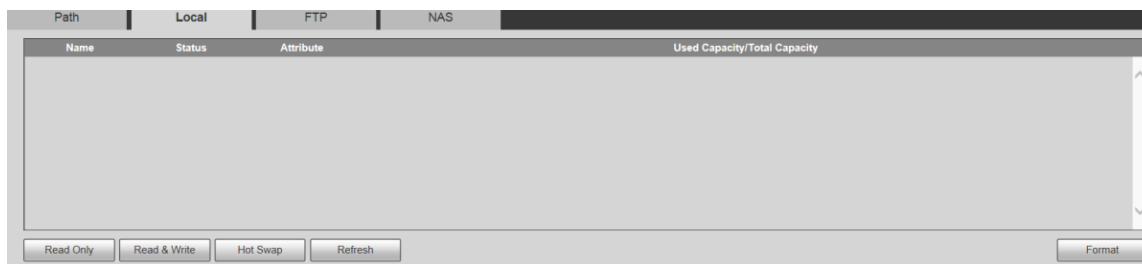 Path Local FTP NAS
Name Status Attribute Used Capacity/Total Capacity
Read Only Read & Write Hot Swap Refresh Format